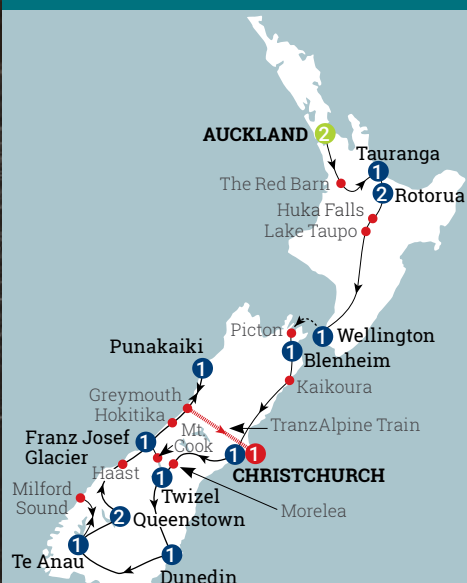 AUCKLAND
2
Tauranga
1
The Red Barn
2
Rotorua
Huka Falls
Lake Taupo
Picton
1
Wellington
Punakaiki
1
Blenheim
1
Kaikoura
Greymouth
Hokitika
TranzAlpine Train
Franz Josef
Glacier
1
Mt
Cook
1
1
CHRISTCHURCH
Haast
1
Twizel
Morelea
Milford
Sound
2
Queenstown
Te Anau
1
1
Dunedin